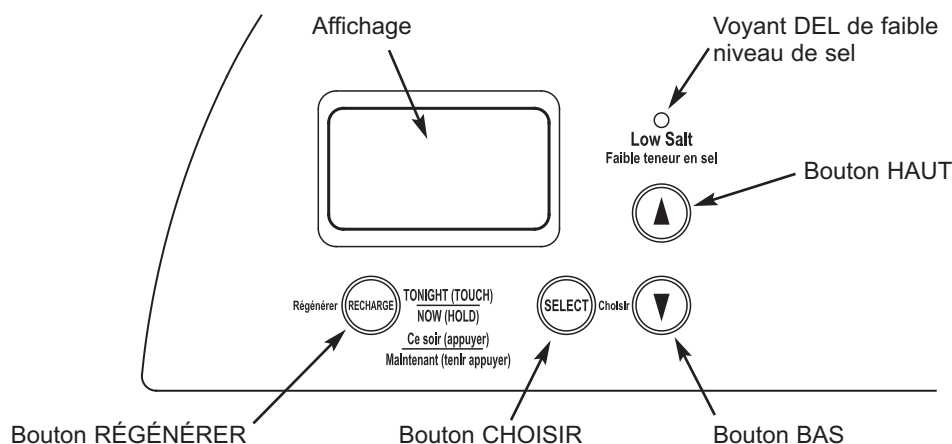 Affichage
Voyant DEL de faible
niveau de sel
Low Salt
Faible teneur en sel
Bouton HAUT
Régénérer
RECHARGE
TONIGHT (TOUCH)
NOW (HOLD)
Ce soir (appuyer)
Maintenant (tenir appuyer)
SELECT
Choisir
Bouton RÉGÉNÉRER
Bouton CHOISIR
Bouton BAS